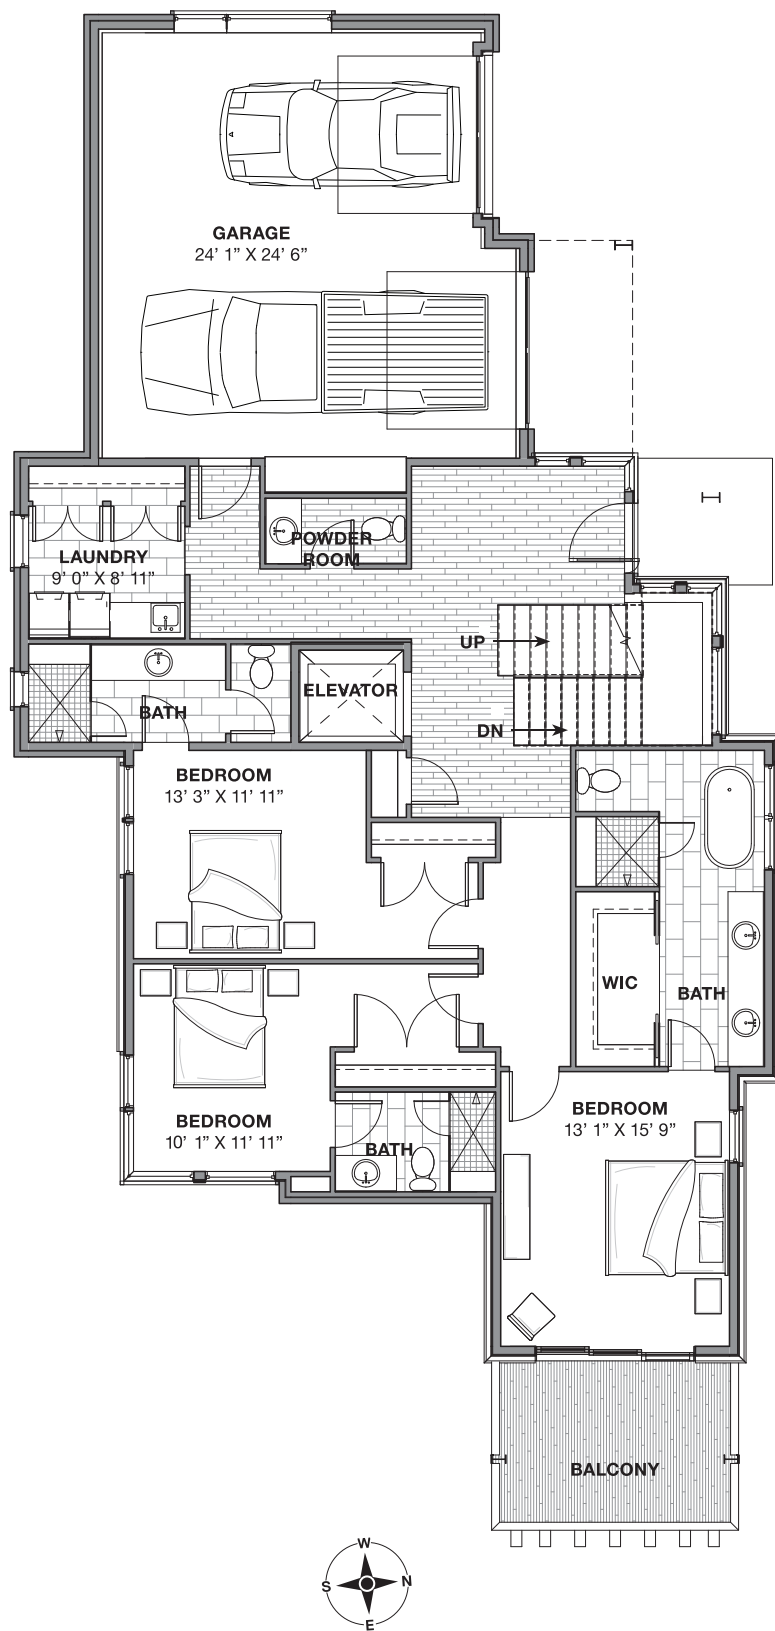 GARAGE
24' 1" X 24' 6"
POWDER
ROOM
LAUNDRY
9' 0" X 8' 11"
UP
ELEVATOR
BATH
DN
BEDROOM
13' 3" X 11' 11"
WIC
BATH
BEDROOM
13' 1" X 15' 9"
BEDROOM
10' 1" X 11' 11"
BATH
BALCONY
W
S
N
E